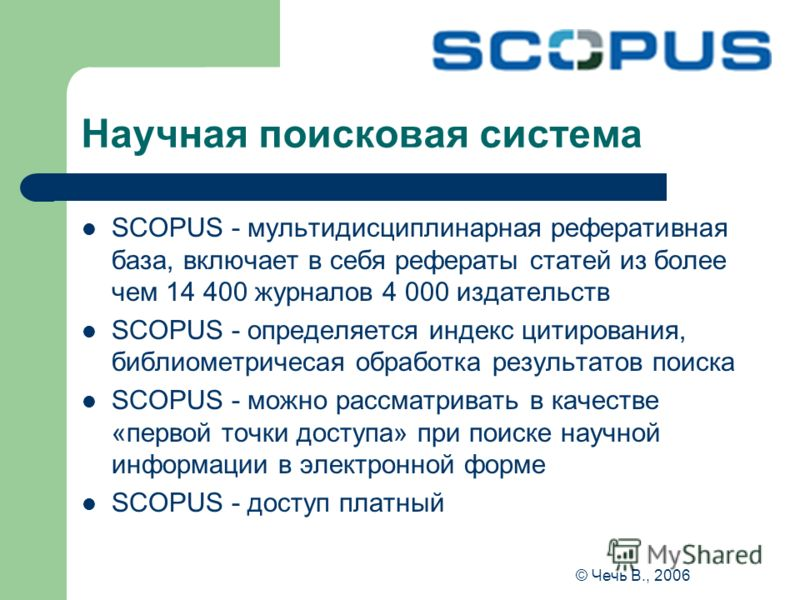 SCOPUS
Научная поисковая система
SCOPUS - мультидисциплинарная реферативная
база, включает в себя рефераты статей из более
чем 14 400 журналов 4 000 издательств
SCOPUS - определяется индекс цитирования,
библиометричесая обработка результатов поиска
SCOPUS - можно рассматривать в качестве
«первой точки доступа» при поиске научной
информации в электронной форме
SCOPUS - доступ платный
MyShared
© Чечь В., 2006